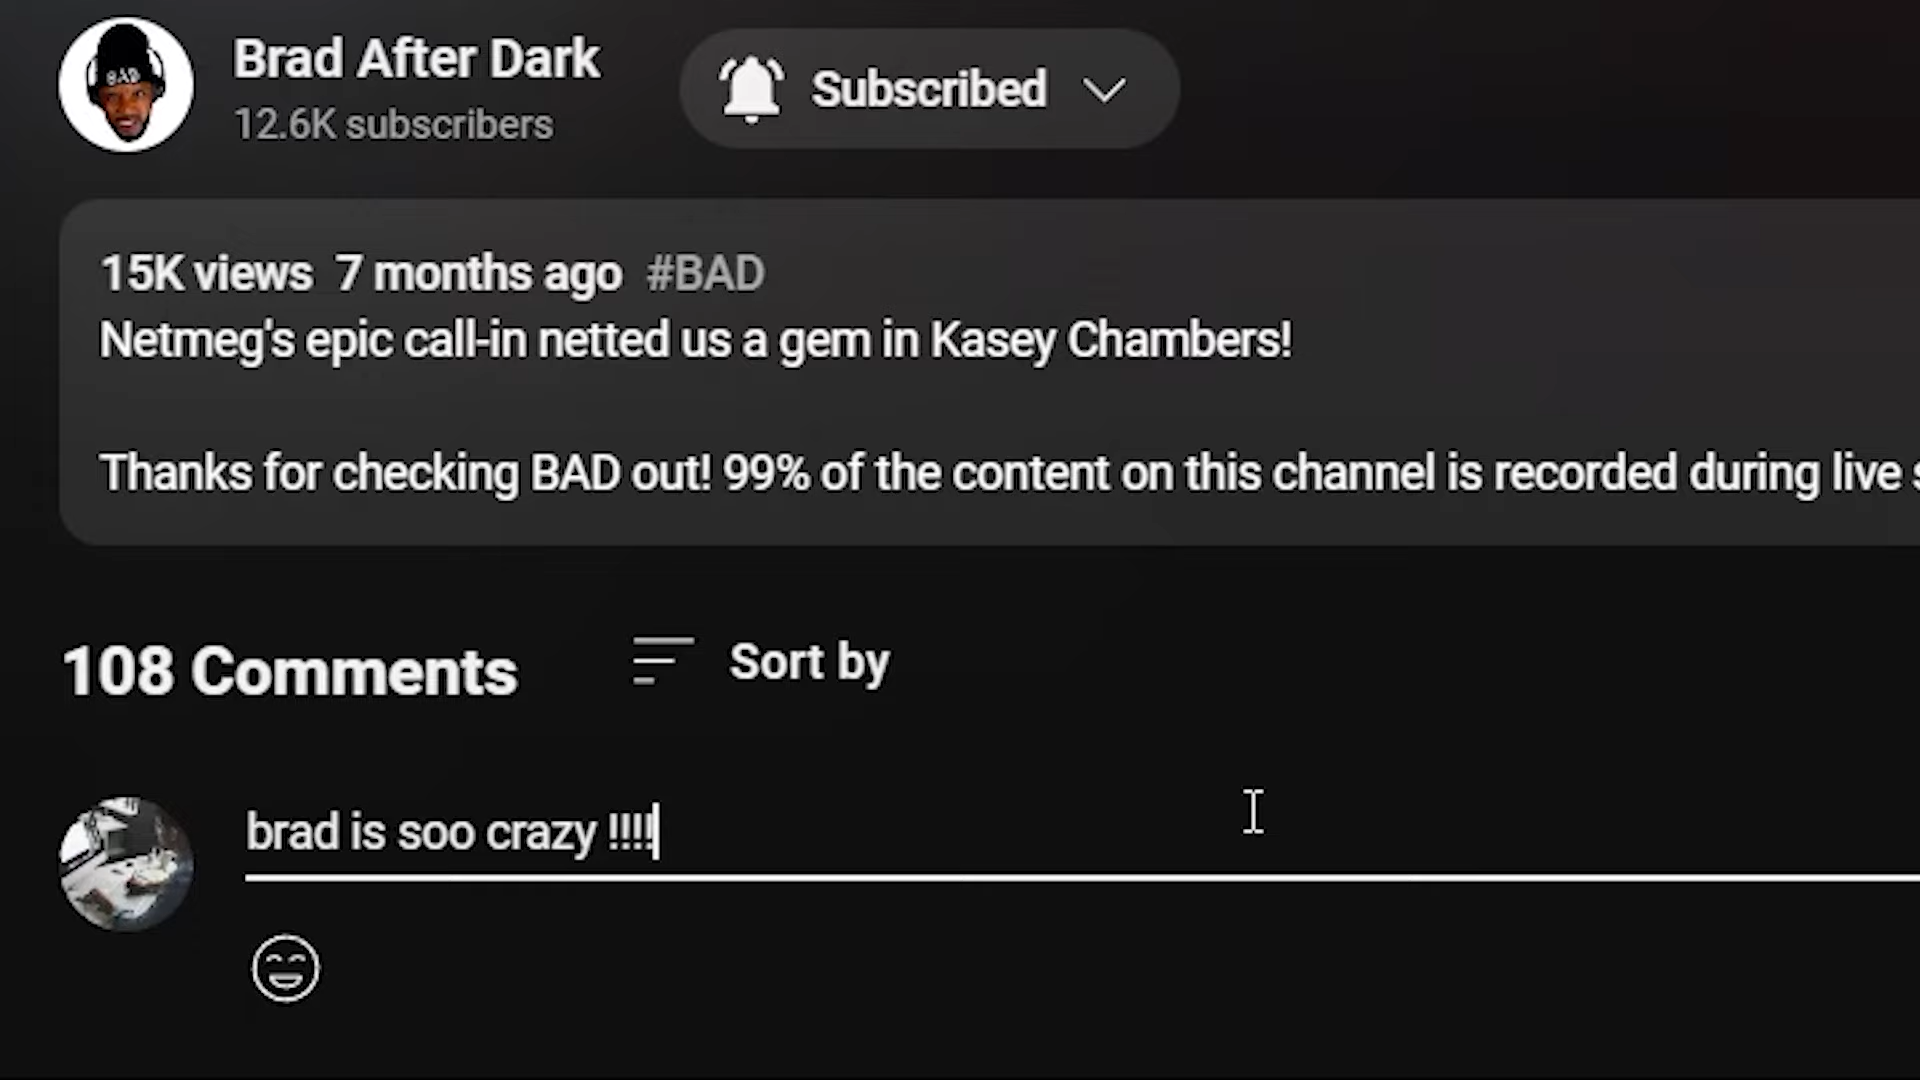 BAD
Brad After Dark
12.6K subscribers
Subscribed
15K views 7 months ago #BAD
Netmeg's epic call-in netted us a gem in Kasey Chambers!
Thanks for checking BAD out! 99% of the content on this channel is recorded during live
108 Comments
Sort by
brad is soo crazy !!!!